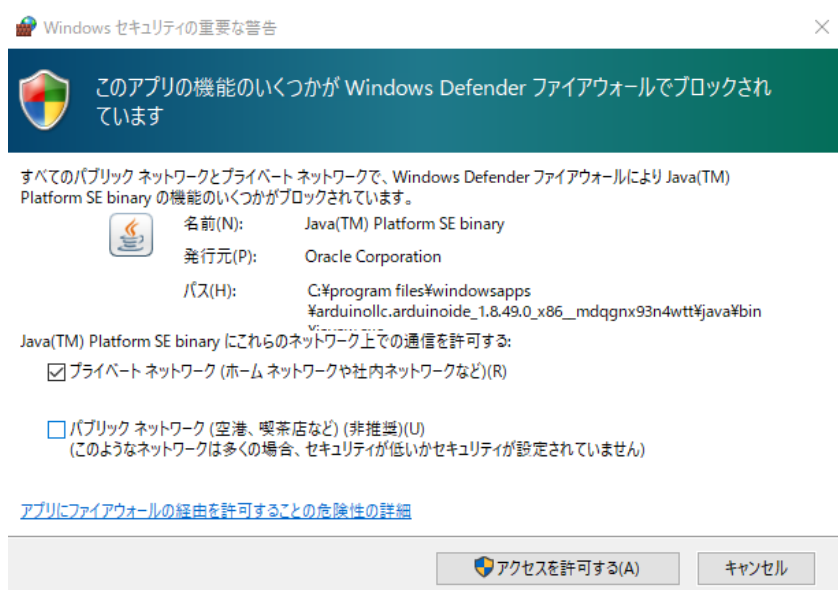 Windows セキュリティの重要な警告
このアプリの機能のいくつかが Windows Defender ファイアウォールでブロックされ
ています
すべてのパブリック ネットワークとプライベート ネットワークで、Windows Defender ファイアウォールにより Java(TM)
Platform SE binary の機能のいくつかがブロックされています。
名前(N): Java(TM) Platform SE binary
発行元(P): Oracle Corporation
パス(H): C:¥program files¥windowsapps
¥arduinollc.arduinoide_1.8.49.0_x86__mdqgnx93n4wtt¥java¥bin
Java(TM) Platform SE binary にこれらのネットワーク上での通信を許可する:
プライベート ネットワーク (ホーム ネットワークや社内ネットワークなど)(R)
パブリック ネットワーク (空港、喫茶店など) (非推奨)(U)
(このようなネットワークは多くの場合、セキュリティが低いかセキュリティが設定されていません)
アプリにファイアウォールの経由を許可することの危険性の詳細
アクセスを許可する(A) キャンセル